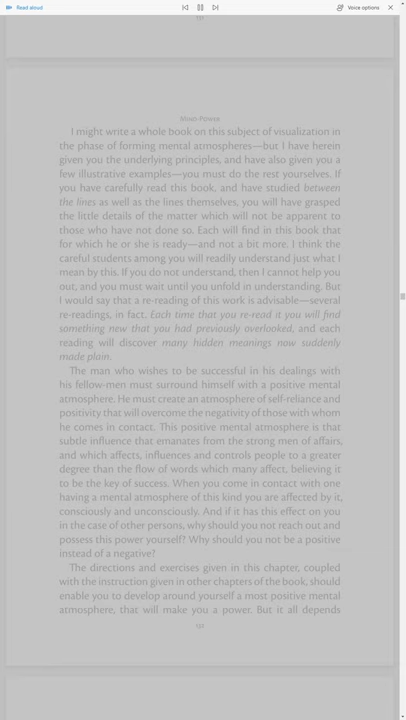 Read aloud
Voice options
151
MIND-POWER
I might write a whole book on this subject of visualization in
the phase of forming mental atmospheres—but I have herein
given you the underlying principles, and have also given you a
few illustrative examples—you must do the rest yourselves. If
you have carefully read this book, and have studied between
the lines as well as the lines themselves, you will have grasped
the little details of the matter which will not be apparent to
those who have not done so. Each will find in this book that
for which he or she is ready—and not a bit more. I think the
careful students among you will readily understand just what I
mean by this. If you do not understand, then I cannot help you
out, and you must wait until you unfold in understanding. But
I would say that a re-reading of this work is advisable—several
re-readings, in fact. Each time that you re-read it you will find
something new that you had previously overlooked, and each
reading will discover many hidden meanings now suddenly
made plain.
The man who wishes to be successful in his dealings with
his fellow-men must surround himself with a positive mental
atmosphere. He must create an atmosphere of self-reliance and
positivity that will overcome the negativity of those with whom
he comes in contact. This positive mental atmosphere is that
subtle influence that emanates from the strong men of affairs,
and which affects, influences and controls people to a greater
degree than the flow of words which many affect, believing it
to be the key of success. When you come in contact with one
having a mental atmosphere of this kind you are affected by it,
consciously and unconsciously. And if it has this effect on you
in the case of other persons, why should you not reach out and
possess this power yourself? Why should you not be a positive
instead of a negative?
The directions and exercises given in this chapter, coupled
with the instruction given in other chapters of the book, should
enable you to develop around yourself a most positive mental
atmosphere, that will make you a power. But it all depends
152